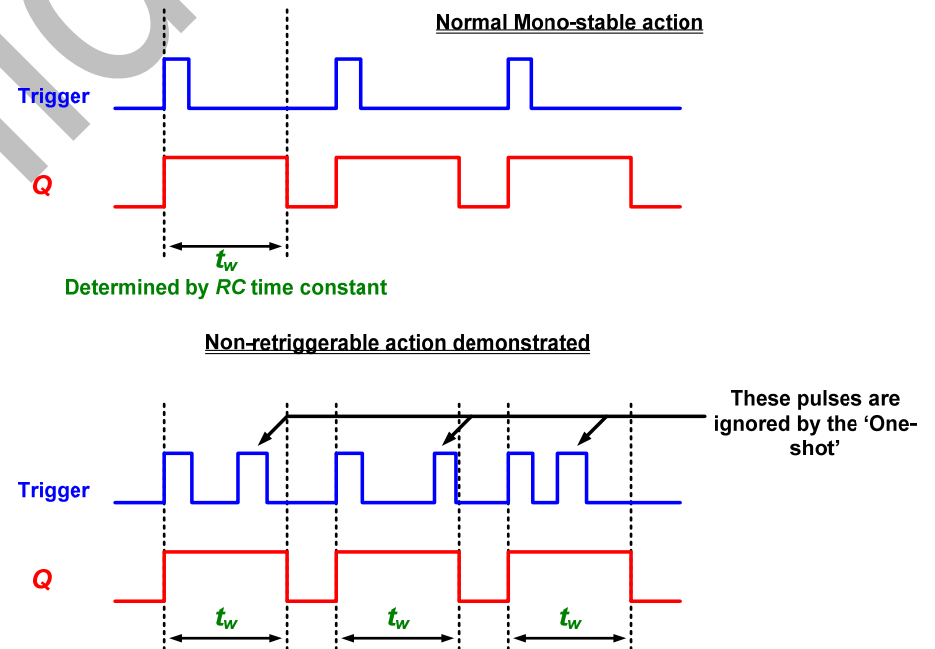 Normal Mono-stable action
Trigger
Q
tw
Determined by RC time constant
Non-retriggerable action demonstrated
These pulses are
ignored by the ‘One-
shot’
Trigger
Q
tw tw tw